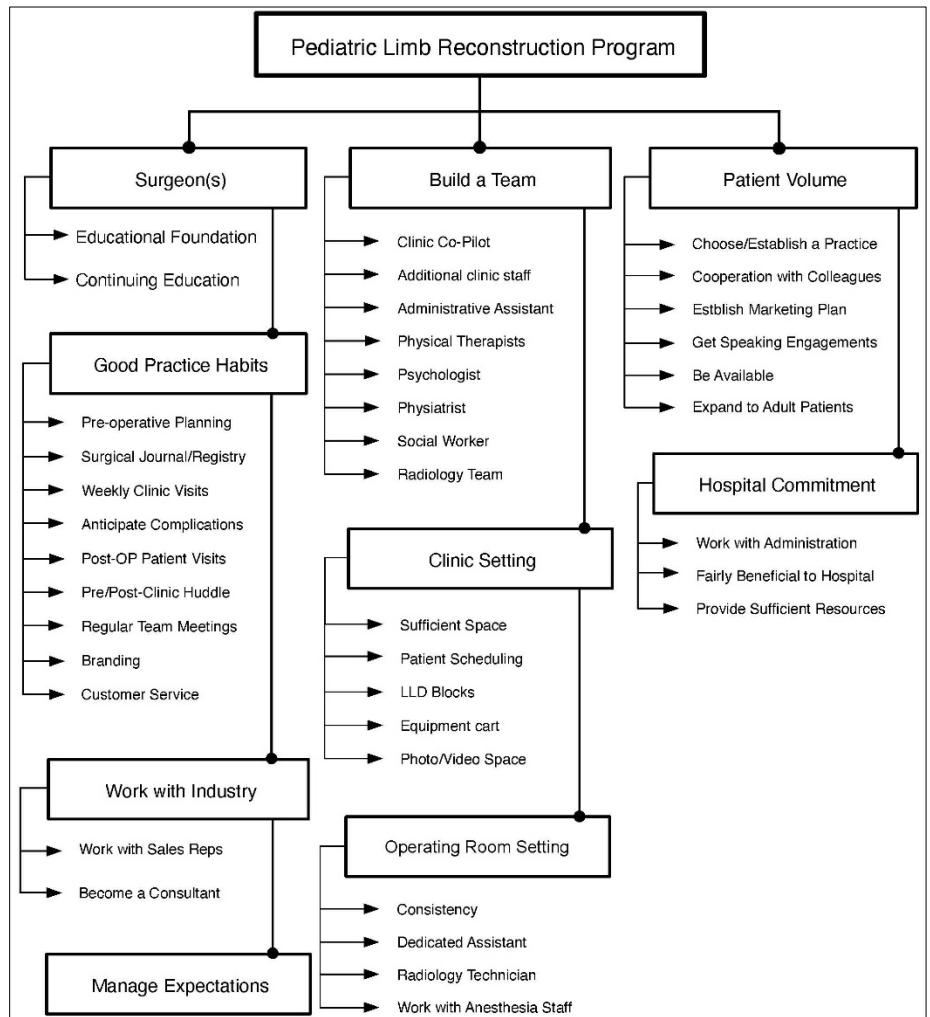 Pediatric Limb Reconstruction Program
Surgeon(s)
Educational Foundation
Continuing Education
Good Practice Habits
Pre-operative Planning
Surgical Journal/Registry
Weekly Clinic Visits
Anticipate Complications
Post-OP Patient Visits
Pre/Post-Clinic Huddle
Regular Team Meetings
Branding
Customer Service
Work with Industry
Work with Sales Reps
Become a Consultant
Manage Expectations
Build a Team
Clinic Co-Pilot
Additional clinic staff
Administrative Assistant
Physical Therapists
Psychologist
Physiatrist
Social Worker
Radiology Team
Clinic Setting
Sufficient Space
Patient Scheduling
LLD Blocks
Equipment cart
Photo/Video Space
Operating Room Setting
Consistency
Dedicated Assistant
Radiology Technician
Work with Anesthesia Staff
Patient Volume
Choose/Establish a Practice
Cooperation with Colleagues
Estblish Marketing Plan
Get Speaking Engagements
Be Available
Expand to Adult Patients
Hospital Commitment
Work with Administration
Fairly Beneficial to Hospital
Provide Sufficient Resources